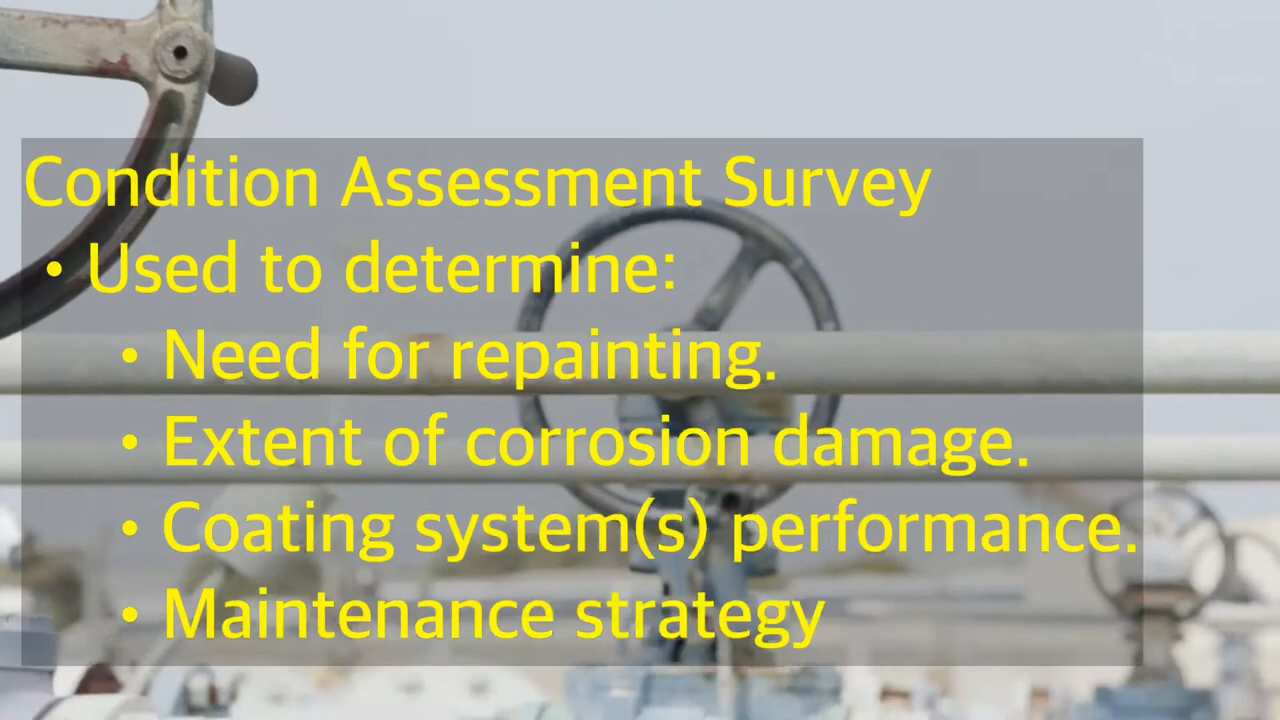 Condition Assessment Survey
• Used to determine:
• Need for repainting.
• Extent of corrosion damage.
• Coating system(s) performance.
• Maintenance strategy